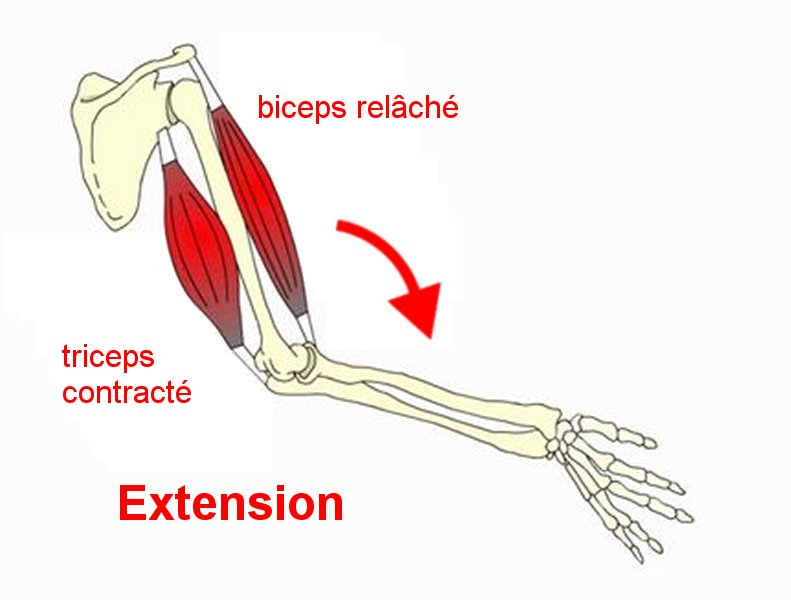 biceps relâché
triceps
contracté
Extension